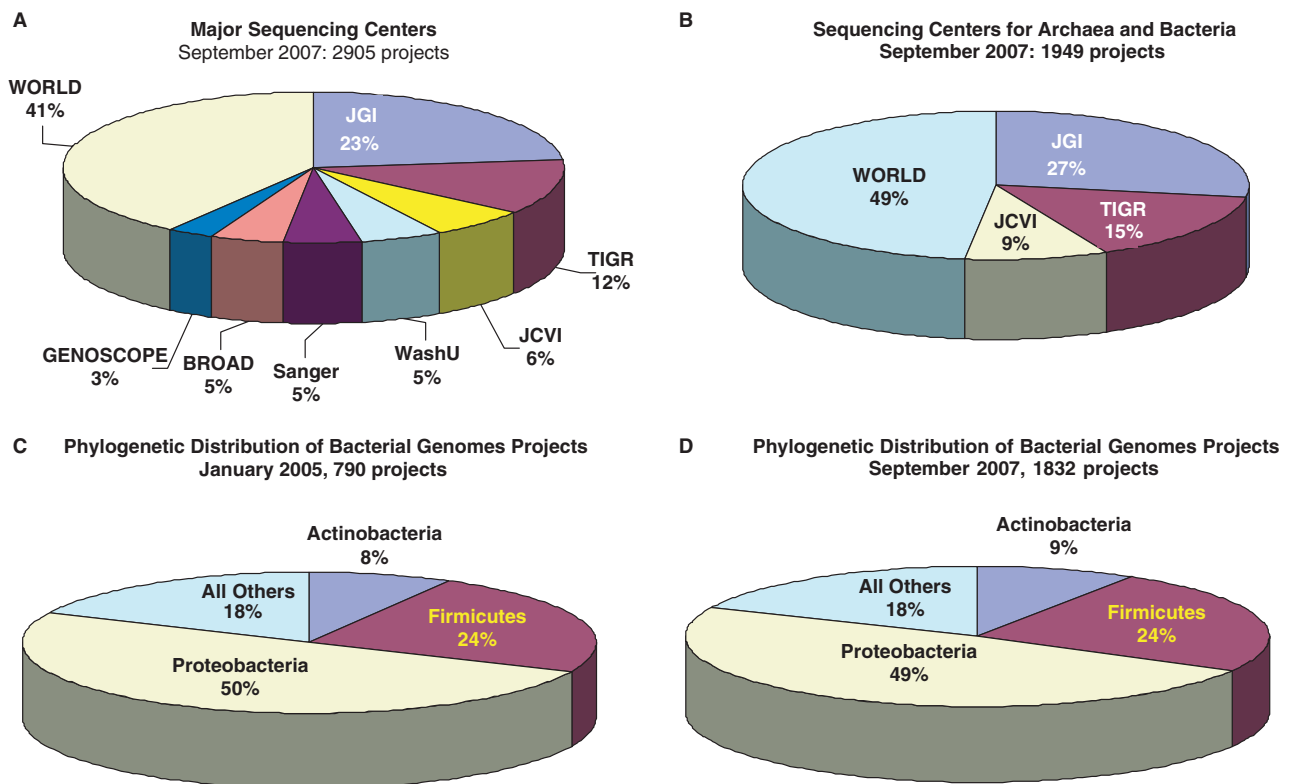 A
Major Sequencing Centers
September 2007: 2905 projects
WORLD
41%
JGI
23%
TIGR
12%
JCVI
6%
WashU
5%
Sanger
5%
BROAD
5%
GENOSCOPE
3%
B
Sequencing Centers for Archaea and Bacteria
September 2007: 1949 projects
JGI
27%
WORLD
49%
TIGR
15%
JCVI
9%
C
Phylogenetic Distribution of Bacterial Genomes Projects
January 2005, 790 projects
Actinobacteria
8%
All Others
18%
Firmicutes
24%
Proteobacteria
50%
D
Phylogenetic Distribution of Bacterial Genomes Projects
September 2007, 1832 projects
Actinobacteria
9%
All Others
18%
Firmicutes
24%
Proteobacteria
49%